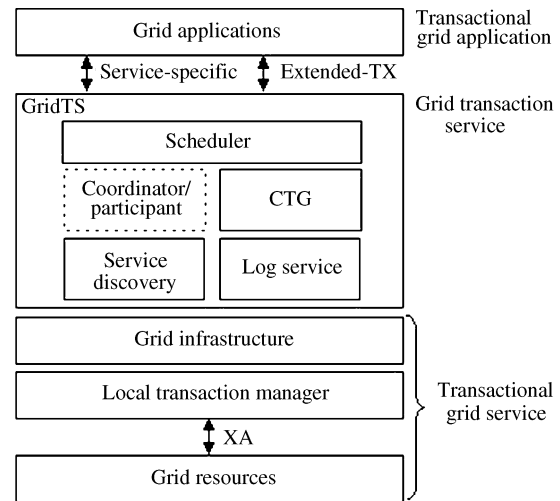 Grid applications
Transactional
grid application
Service-specific
Extended-TX
GridTS
Grid transaction
service
Scheduler
Coordinator/
participant
CTG
Service
discovery
Log service
Grid infrastructure
Local transaction manager
Transactional
grid service
XA
Grid resources